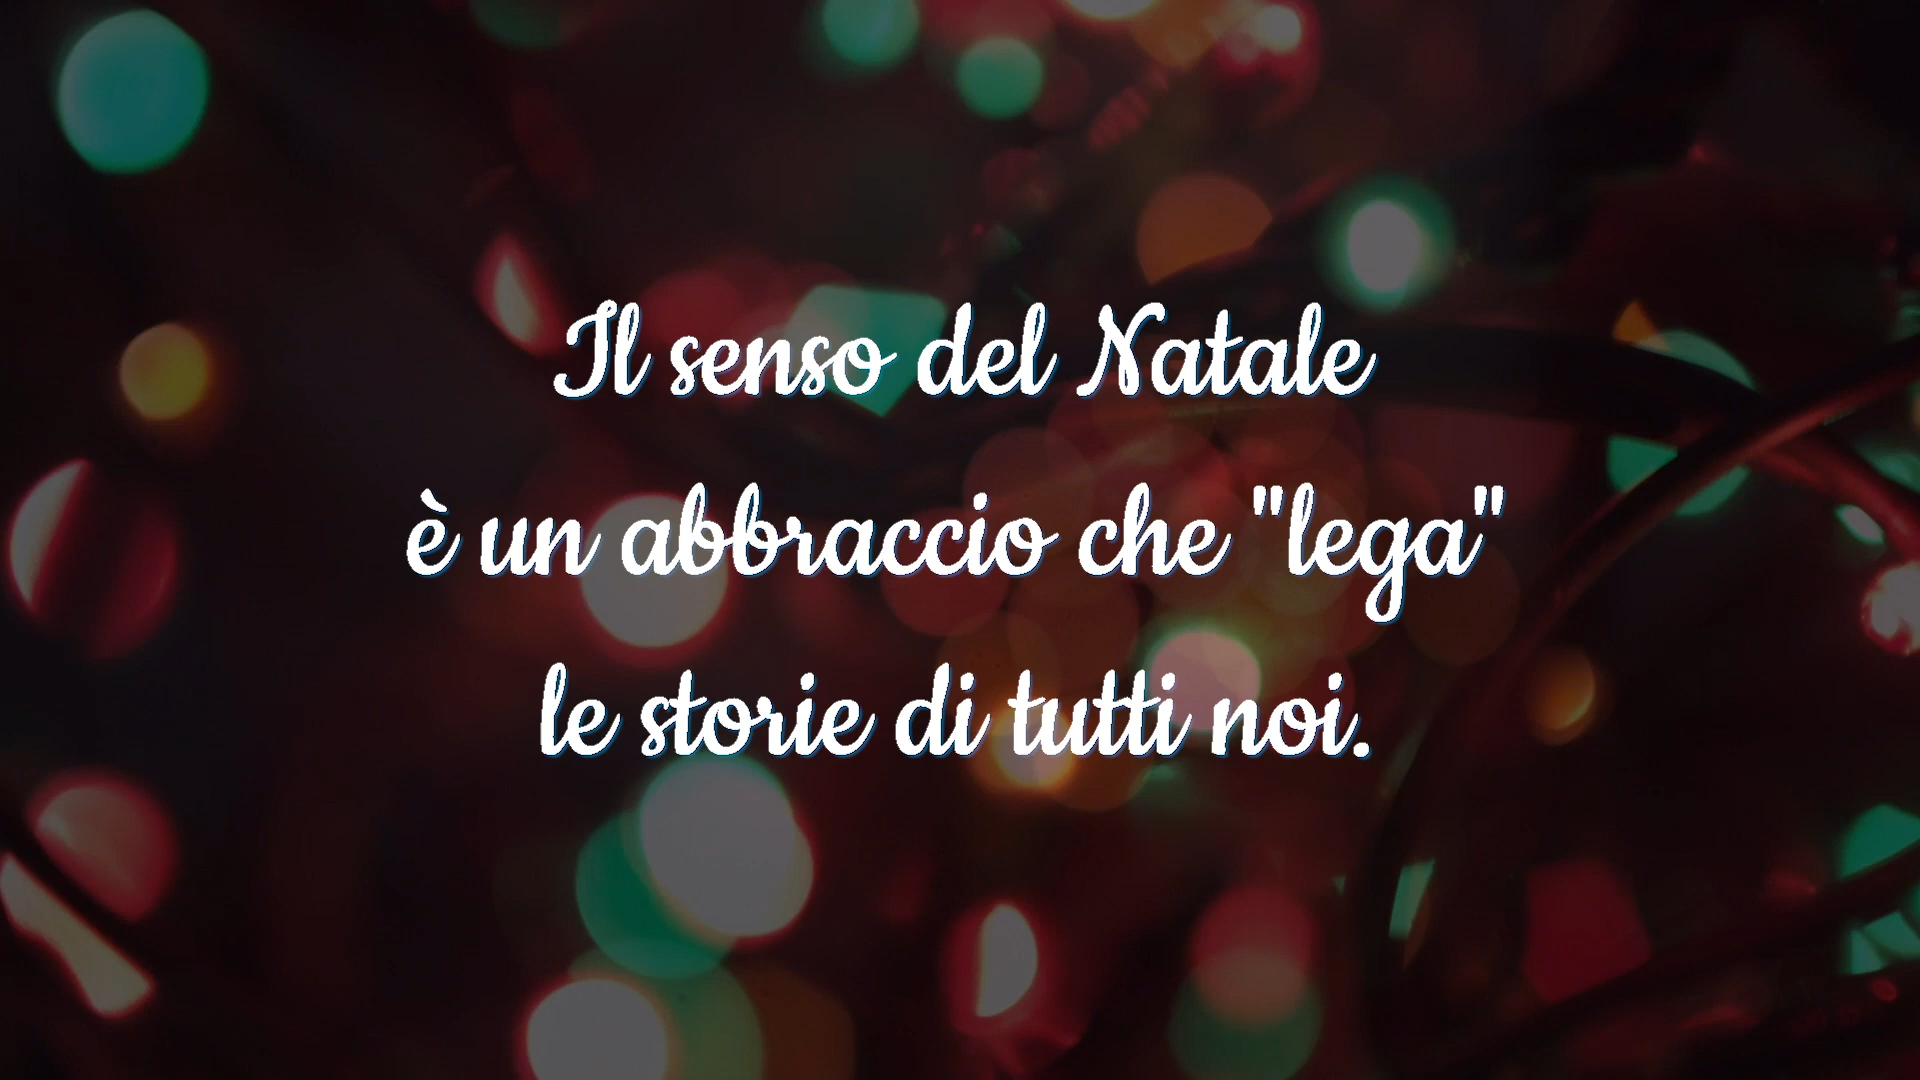 Il senso del Natale
è un abbraccio che "lega"
le storie di tutti noi.